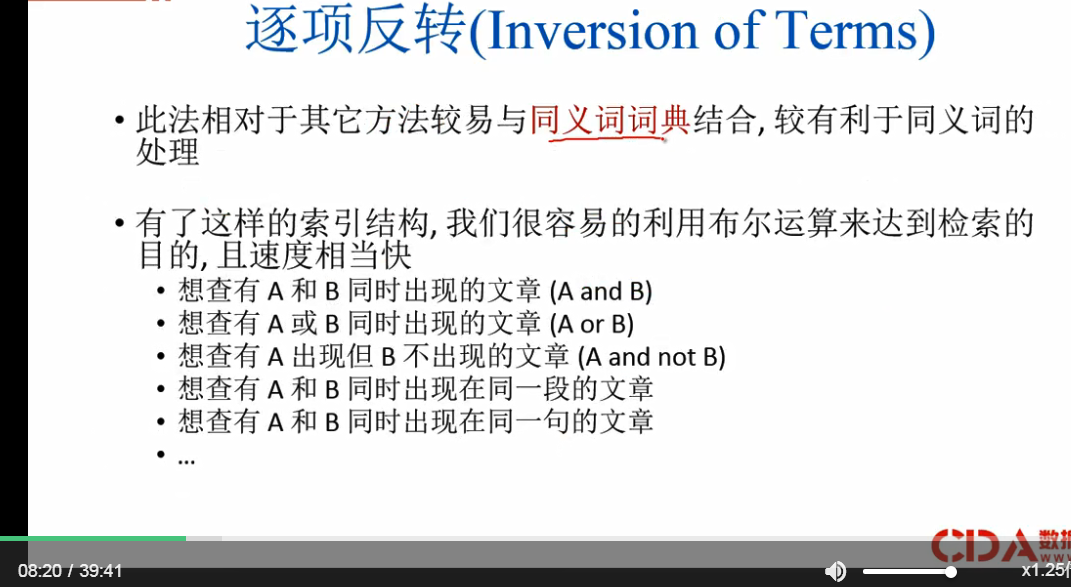 逐项反转(Inversion of Terms)
• 此法相对于其它方法较易与同义词词典结合, 较有利于同义词的
处理
• 有了这样的索引结构, 我们很容易的利用布尔运算来达到检索的
目的, 且速度相当快
• 想查有 A 和 B 同时出现的文章 (A and B)
• 想查有 A 或 B 同时出现的文章 (A or B)
• 想查有 A 出现但 B 不出现的文章 (A and not B)
• 想查有 A 和 B 同时出现在同一段的文章
• 想查有 A 和 B 同时出现在同一句的文章
• ...
CDA 数据
08:20 / 39:41
x1.25